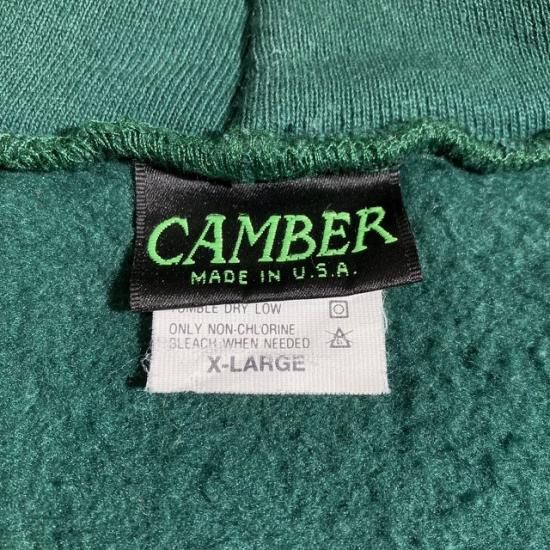 CAMBER
MADE IN U.S.A.
TUMBLE DRY LOW
ONLY NON-CHLORINE
BLEACH WHEN NEEDED
X-LARGE